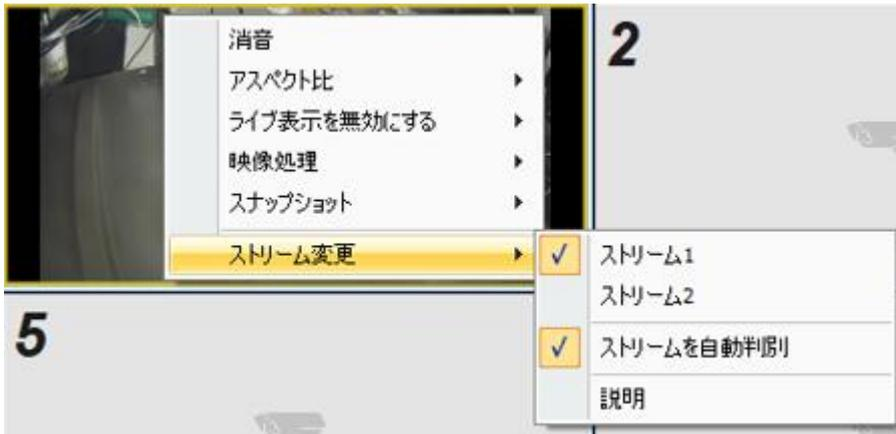 消音
アスペクト比
ライブ表示を無効にする
映像処理
スナップショット
ストリーム変更
2
ストリーム1
ストリーム2
ストリームを自動判別
説明
5